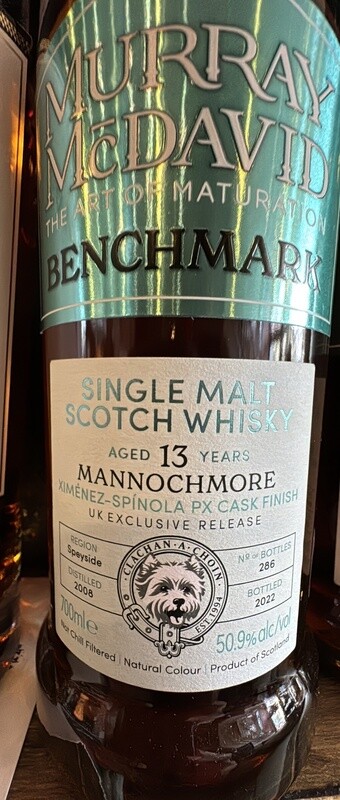 MURRAY
McDAVID
THE ART OF MATURATION
BENCHMARK
SINGLE MALT
SCOTCH WHISKY
AGED 13 YEARS
MANNOCHMORE
XIMÉNEZ-SPÍNOLA PX CASK FINISH
UK EXCLUSIVE RELEASE
REGION
Speyside
DISTILLED
2008
CLACHAN·A·CHOIN
EST. 1994
Nº OF BOTTLES
286
BOTTLED
2022
700ml℮
50.9% alc/vol
Not Chill Filtered | Natural Colour | Product of Scotland